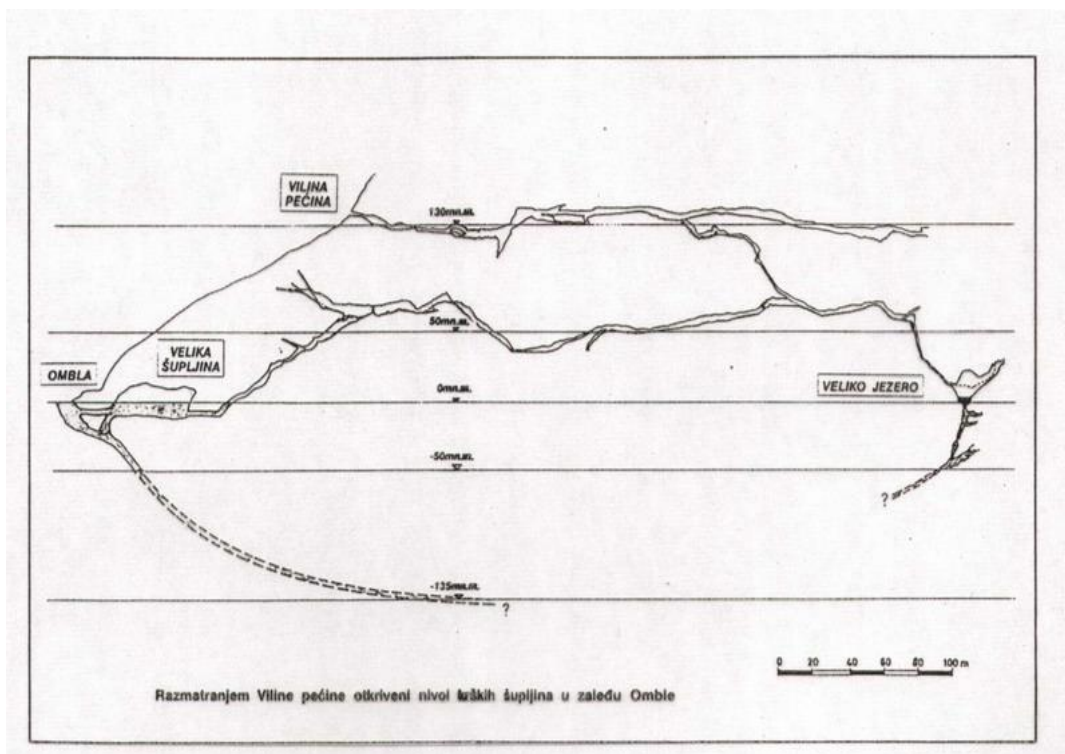 VILINA
PEĆINA
130mn.m.
50mn.m.
VELIKA
ŠUPLJINA
OMBLA
0mn.m.
VELIKO JEZERO
-50mn.m.
?
-135mn.m.
?
0 20 40 60 80 100 m
Razmatranjem Viline pećine otkriveni nivoi šupljina u zaleđu Omble